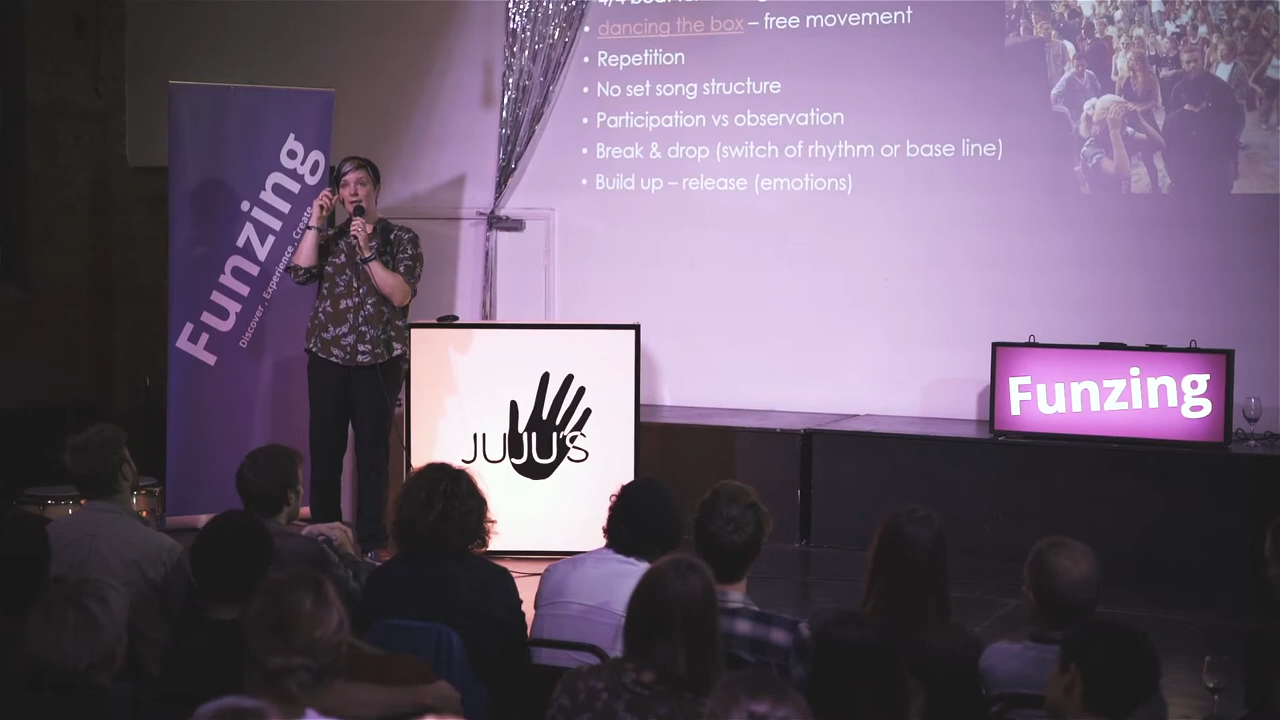 dancing the box – free movement
• Repetition
• No set song structure
• Participation vs observation
• Break & drop (switch of rhythm or base line)
• Build up – release (emotions)
Funzing
Discover . Experience . Create
JUJU'S
Funzing